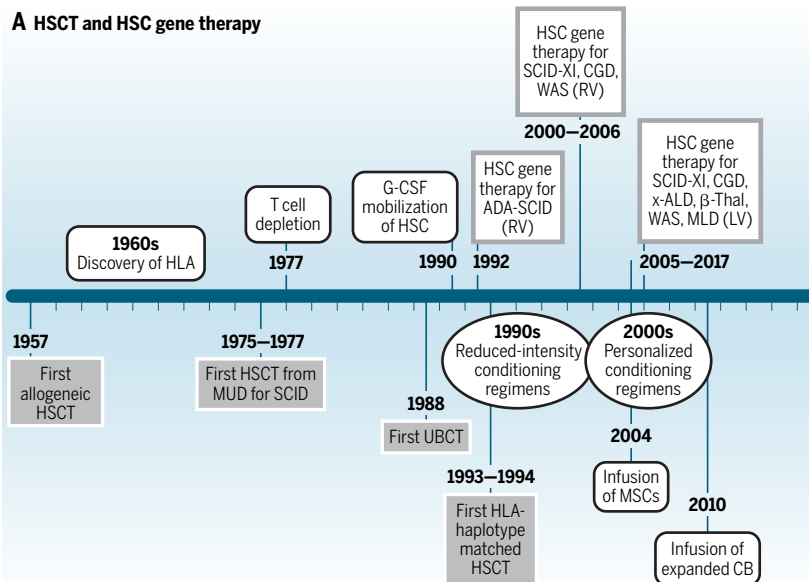 A HSCT and HSC gene therapy
HSC gene
therapy for
SCID-XI, CGD,
WAS (RV)
2000–2006
HSC gene
therapy for
SCID-XI, CGD,
x-ALD, β-Thal,
WAS, MLD (LV)
2005–2017
G-CSF
mobilization
of HSC
1990
HSC gene
therapy for
ADA-SCID
(RV)
1992
T cell
depletion
1977
1960s
Discovery of HLA
1957
First
allogeneic
HSCT
1975–1977
First HSCT from
MUD for SCID
1988
First UBCT
1990s
Reduced-intensity
conditioning
regimens
2000s
Personalized
conditioning
regimens
1993–1994
First HLA-
haplotype
matched
HSCT
2004
Infusion
of MSCs
2010
Infusion of
expanded CB